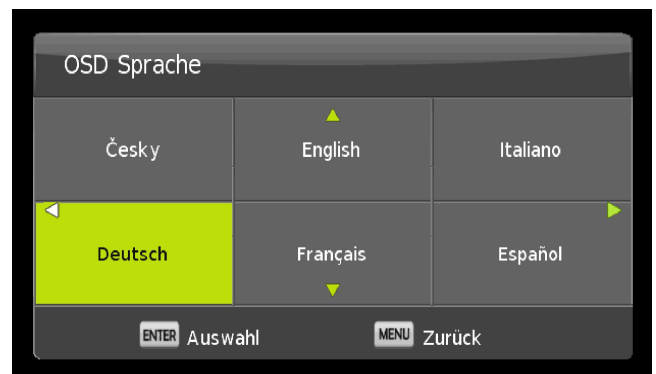 OSD Sprache
Česky English Italiano
Deutsch Français Español
ENTER Auswahl MENU Zurück